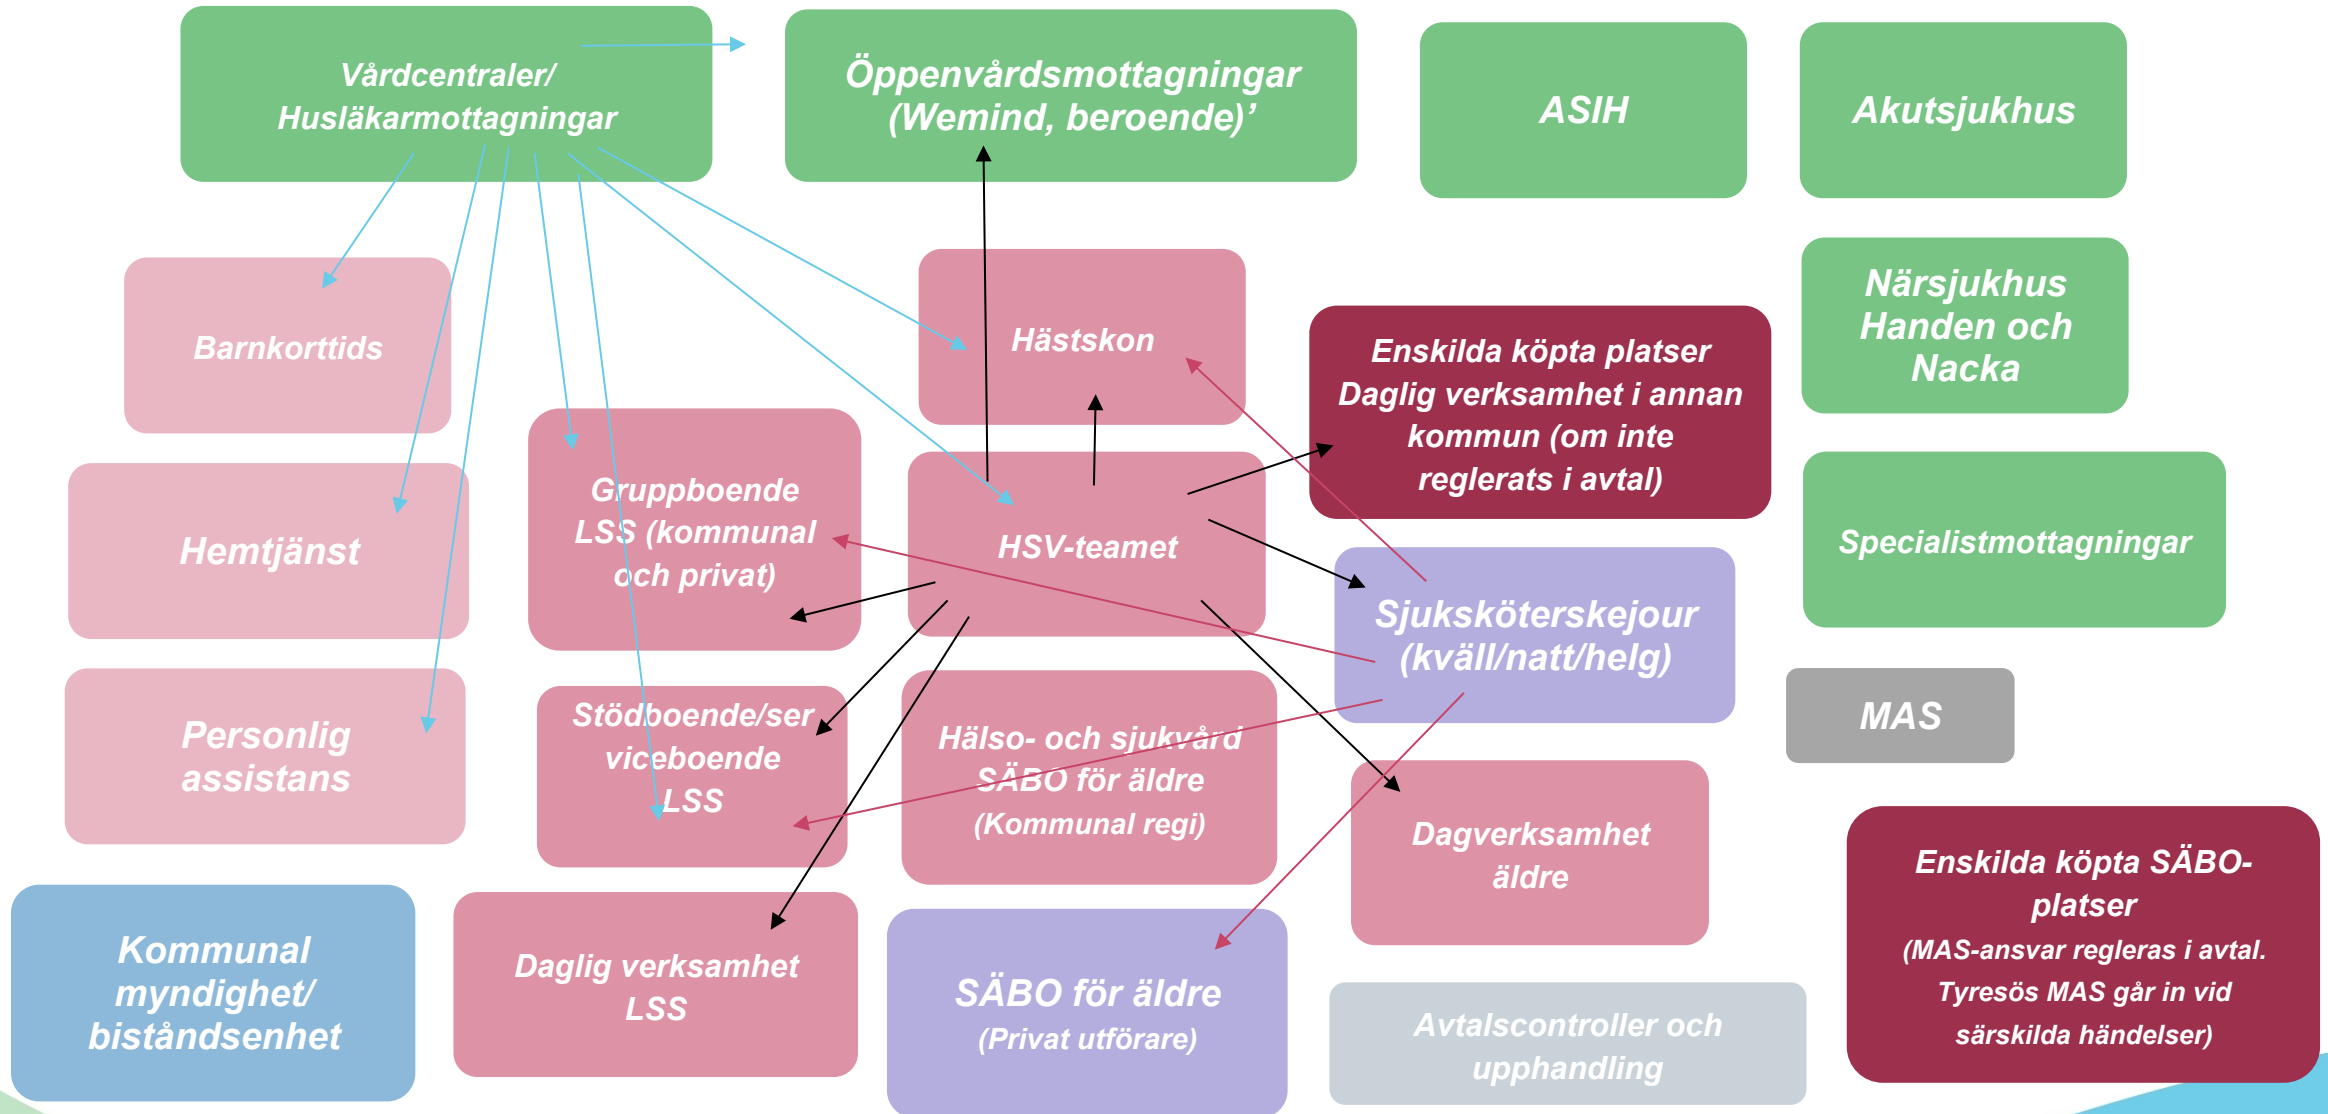 Vårdcentraler/
Husläkarmottagningar
Öppenvårdsmottagningar
(Wemind, beroende)’
ASIH
Akutsjukhus
Barnkorttids
Hästskon
Enskilda köpta platser
Daglig verksamhet i annan
kommun (om inte
reglerats i avtal)
Närsjukhus
Handen och
Nacka
Hemtjänst
Gruppboende
LSS (kommunal
och privat)
HSV-teamet
Sjuksköterskejour
(kväll/natt/helg)
Specialistmottagningar
Personlig
assistans
Stödboende/ser
viceboende
LSS
Hälso- och sjukvård
SÄBO för äldre
(Kommunal regi)
Dagverksamhet
äldre
MAS
Kommunal
myndighet/
biståndsenhet
Daglig verksamhet
LSS
SÄBO för äldre
(Privat utförare)
Avtalscontroller och
upphandling
Enskilda köpta SÄBO-
platser
(MAS-ansvar regleras i avtal.
Tyresös MAS går in vid
särskilda händelser)